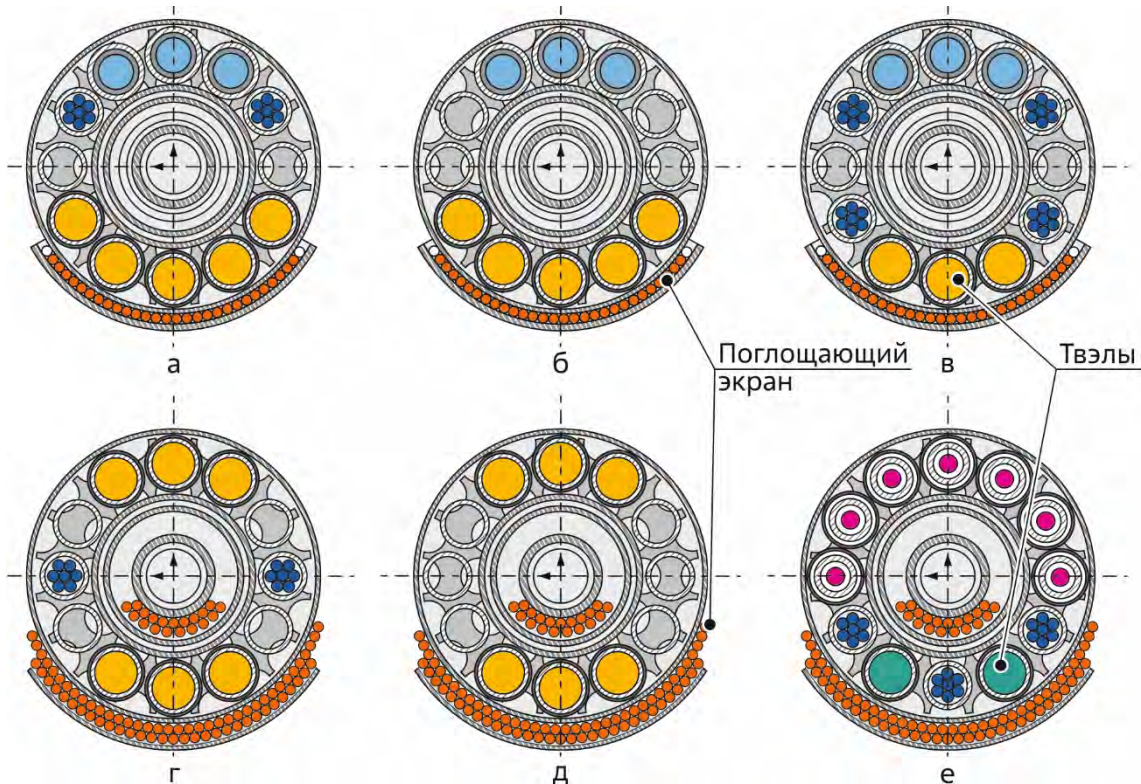 а
б
в
Поглощающий
экран
Твэлы
г
д
е